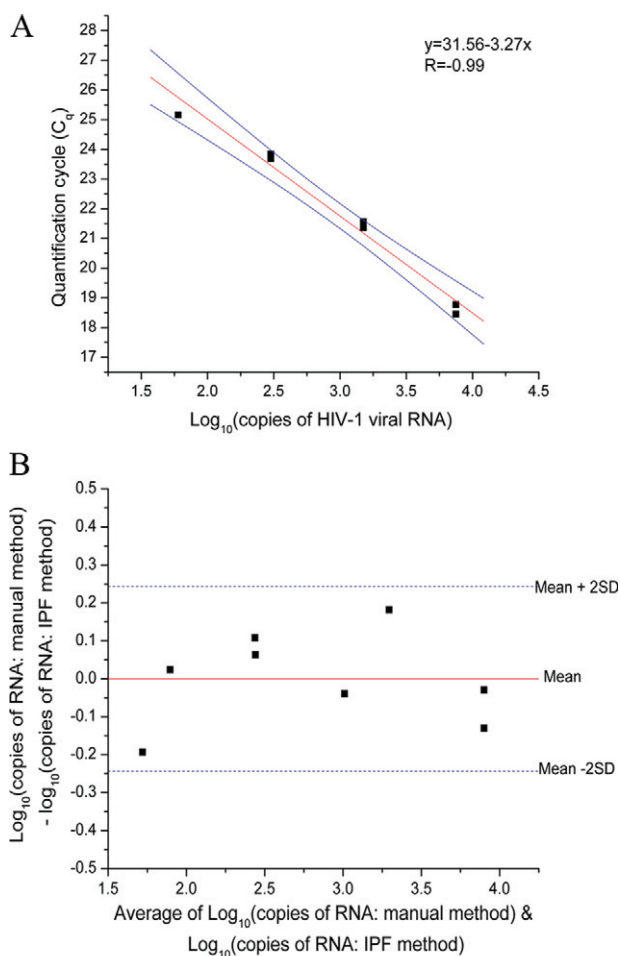 A
y=31.56-3.27x
R=-0.99
28
27
26
25
24
23
22
21
20
19
18
17
Quantification cycle (Cq)
1.5 2.0 2.5 3.0 3.5 4.0 4.5
Log10(copies of HIV-1 viral RNA)
B
0.5
0.4
0.3
0.2
0.1
0.0
-0.1
-0.2
-0.3
-0.5
Log10(copies of RNA: manual method)
- log10(copies of RNA: IPF method)
Mean + 2SD
Mean
Mean -2SD
1.5 2.0 2.5 3.0 3.5 4.0
Average of Log10(copies of RNA: manual method) &
Log10(copies of RNA: IPF method)